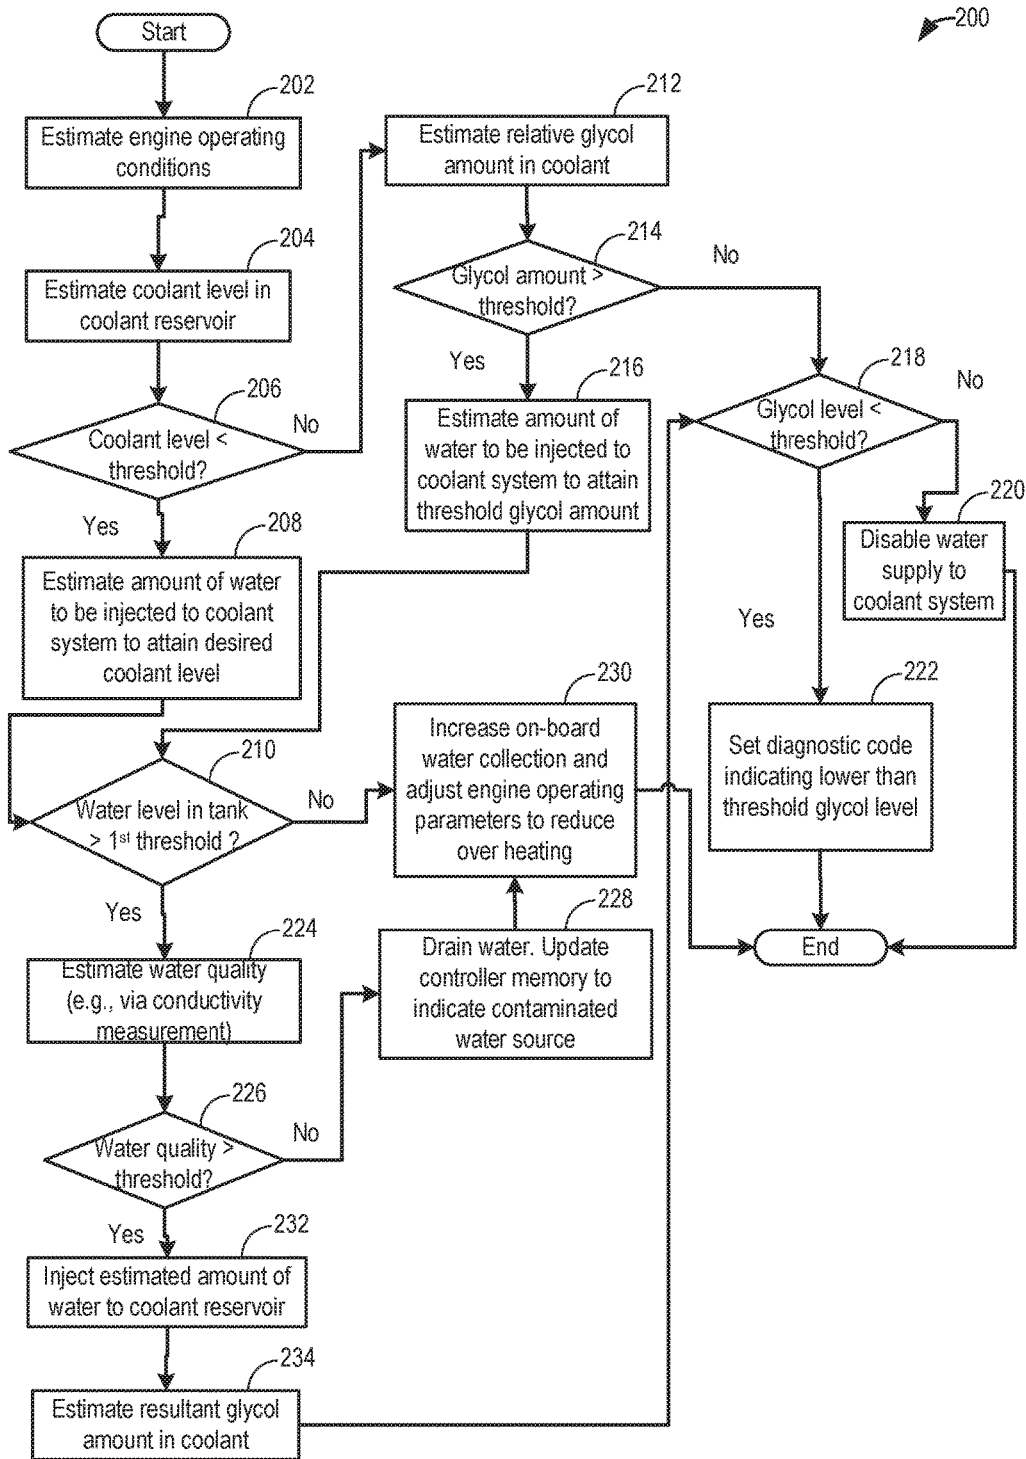 200
Start
202
Estimate engine operating
conditions
204
Estimate coolant level in
coolant reservoir
206
Coolant level <
threshold?
No
Yes
208
Estimate amount of water
to be injected to coolant
system to attain desired
coolant level
210
Water level in tank
> 1st threshold ?
No
Yes
212
Estimate relative glycol
amount in coolant
214
Glycol amount >
threshold?
No
Yes
216
Estimate amount of
water to be injected to
coolant system to attain
threshold glycol amount
218
Glycol level <
threshold?
No
Yes
220
Disable water
supply to
coolant system
222
Set diagnostic code
indicating lower than
threshold glycol level
End
224
Estimate water quality
(e.g., via conductivity
measurement)
226
Water quality >
threshold?
No
Yes
228
Drain water. Update
controller memory to
indicate contaminated
water source
230
Increase on-board
water collection and
adjust engine operating
parameters to reduce
over heating
232
Inject estimated amount of
water to coolant reservoir
234
Estimate resultant glycol
amount in coolant